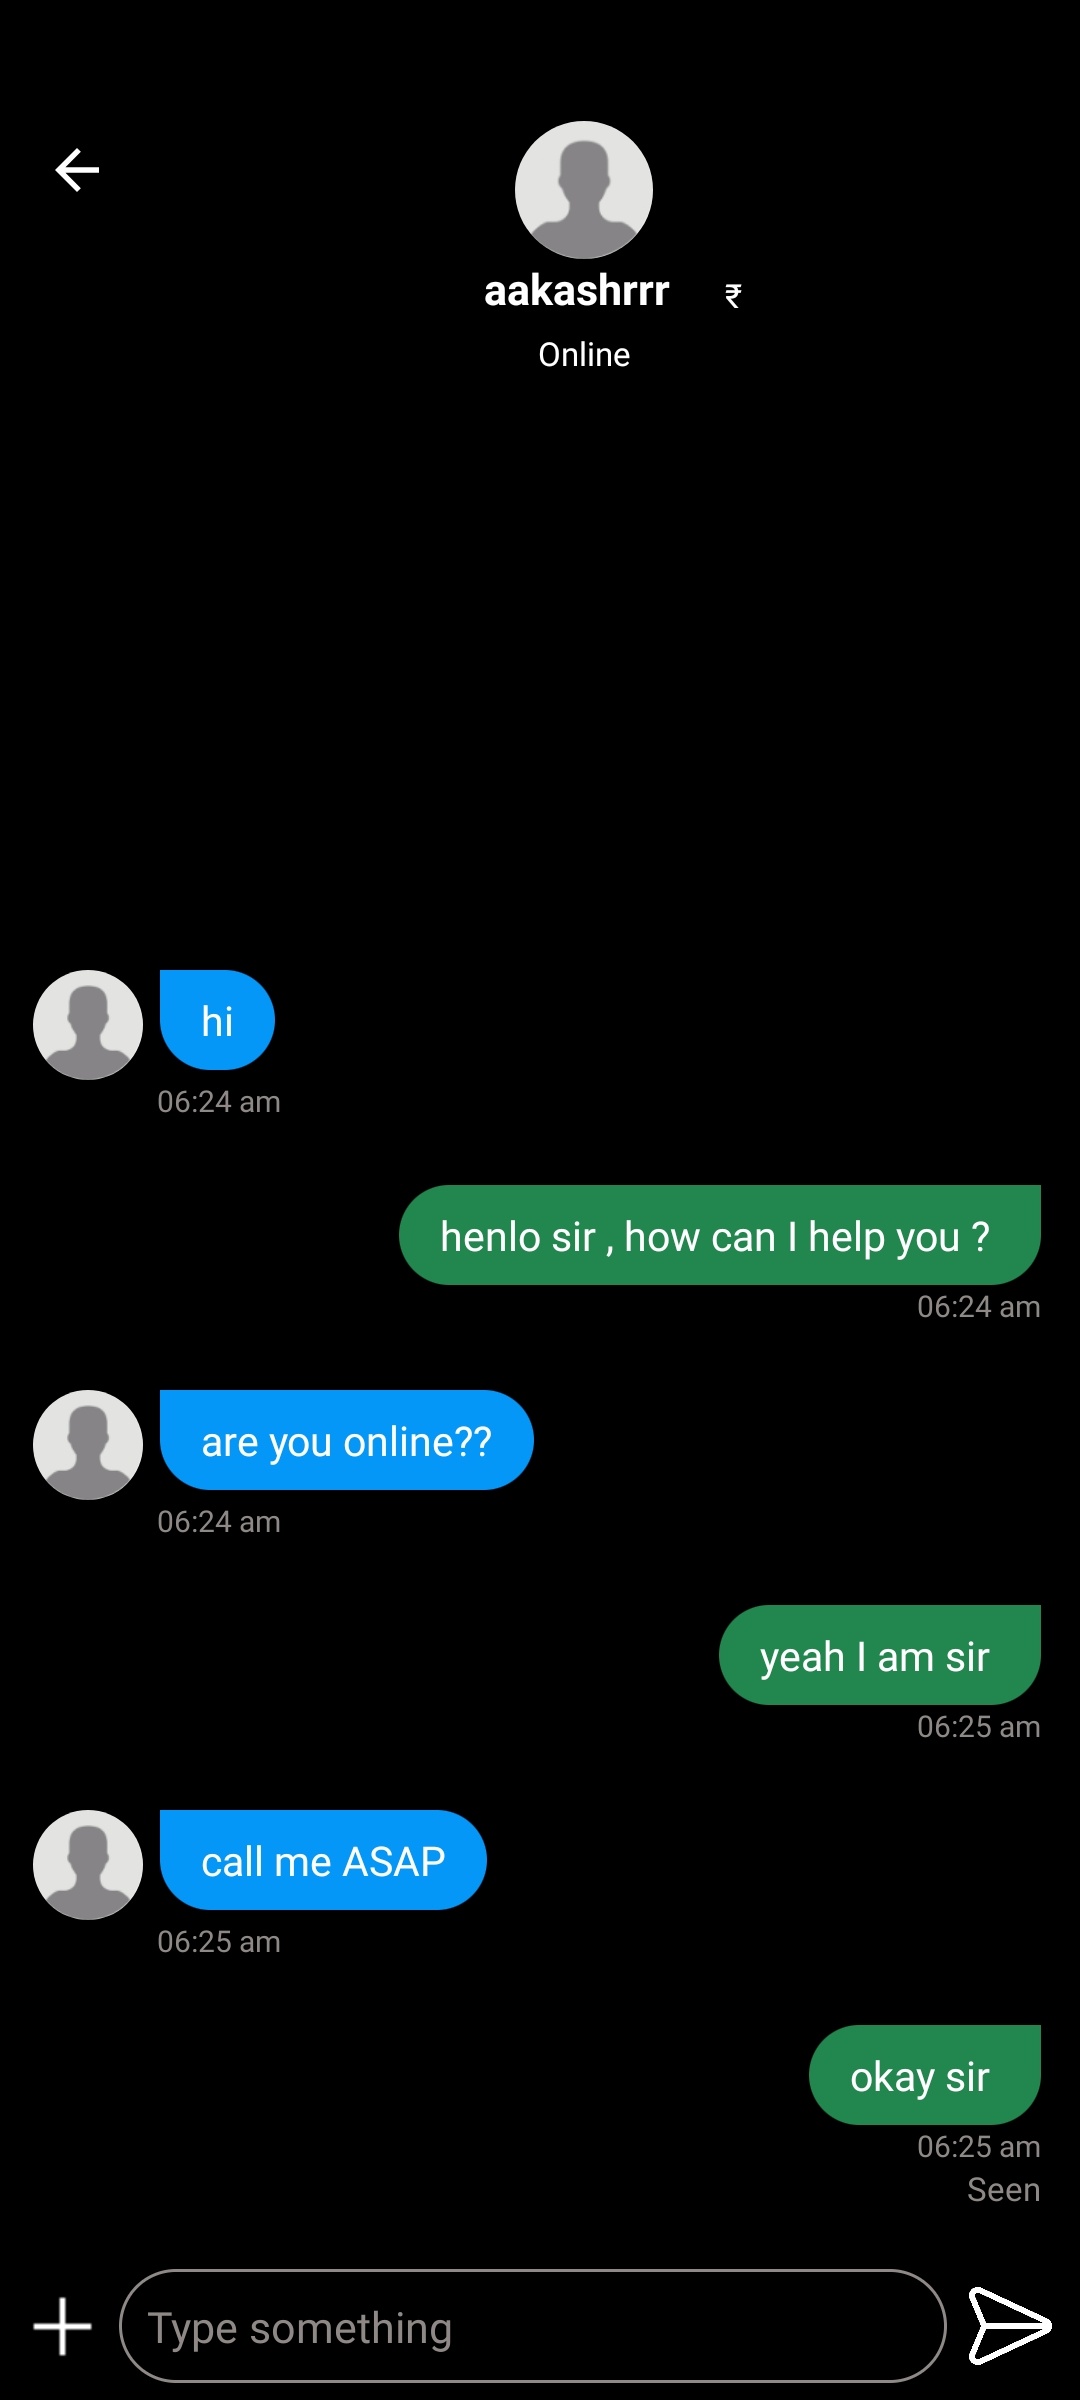 aakashrrr ₹
Online
hi
06:24 am
henlo sir , how can I help you ?
06:24 am
are you online??
06:24 am
yeah I am sir
06:25 am
call me ASAP
06:25 am
okay sir
06:25 am
Seen
Type something